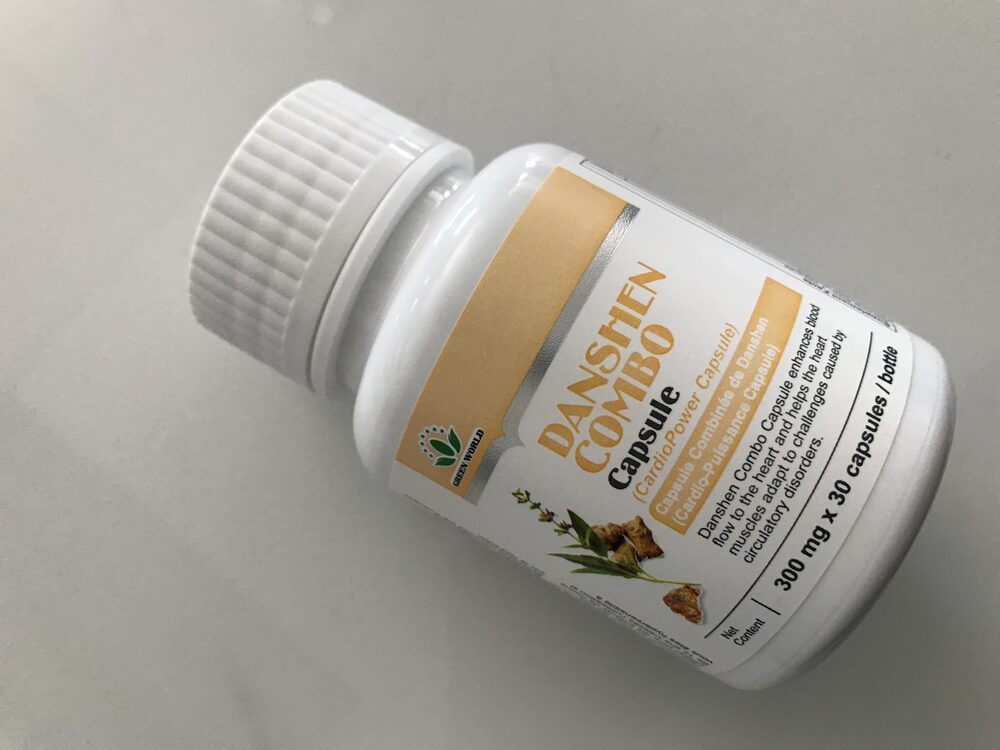 GREEN WORLD
DANSHEN
COMBO
Capsule
(CardioPower Capsule)
Capsule Combinée de Danshen
(Cardio-Puissance Capsule)
Danshen Combo Capsule enhances blood
flow to the heart and helps the heart
muscles adapt to challenges caused by
circulatory disorders.
Net
Content
300 mg x 30 capsules / bottle